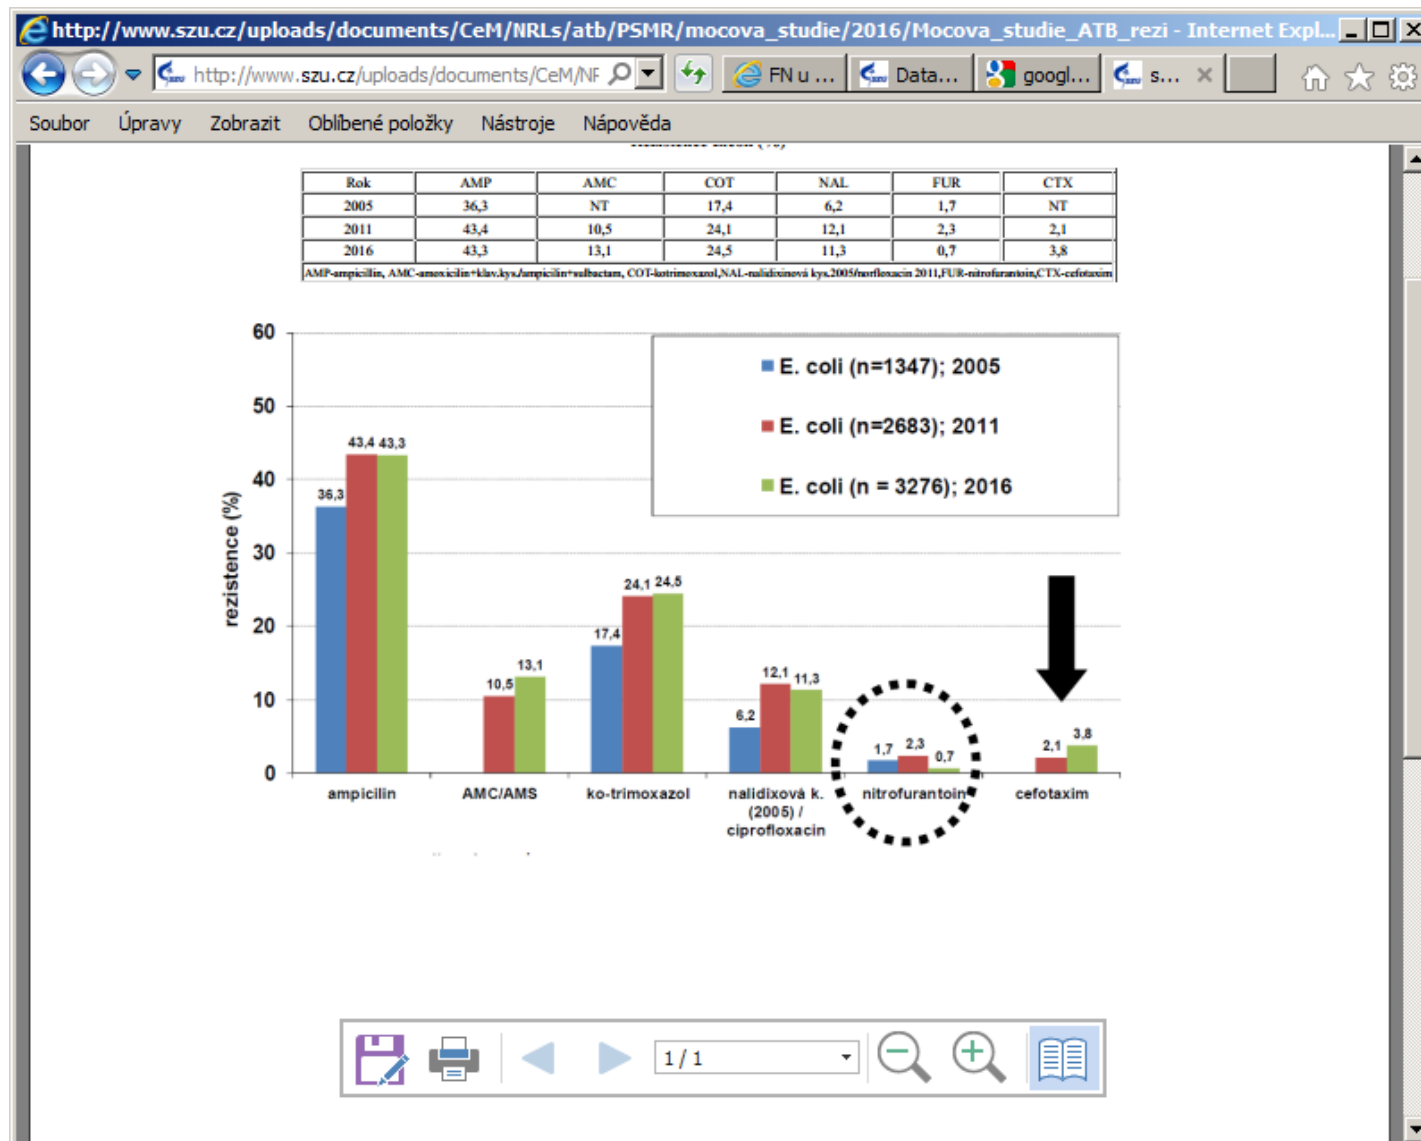 http://www.szu.cz/uploads/documents/CeM/NRLs/atb/PSMR/mocova_studie/2016/Mocova_studie_ATB_rezi - Internet Expl...
http://www.szu.cz/uploads/documents/CeM/NF
FN u ...
Data...
googl...
s...
Soubor Úpravy Zobrazit Oblíbené položky Nástroje Nápověda
Rok AMP AMC COT NAL FUR CTX
2005 36,3 NT 17,4 6,2 1,7 NT
2011 43,4 10,5 24,1 12,1 2,3 2,1
2016 43,3 13,1 24,5 11,3 0,7 3,8
AMP-ampicillin, AMC-amoxicilin+klav.kys./ampicilin+sulbactam, COT-kotrimoxazol,NAL-nalidixinová kys.2005/norfloxacin 2011,FUR-nitrofurantoin,CTX-cefotaxim
rezistence (%)
60
50
40
30
20
10
0
E. coli (n=1347); 2005
E. coli (n=2683); 2011
E. coli (n = 3276); 2016
36,3 43,4 43,3
10,5 13,1
17,4 24,1 24,5
6,2 12,1 11,3
1,7 2,3 0,7
2,1 3,8
ampicilin
AMC/AMS
ko-trimoxazol
nalidixová k.
(2005) /
ciprofloxacin
nitrofurantoin
cefotaxim
1 / 1